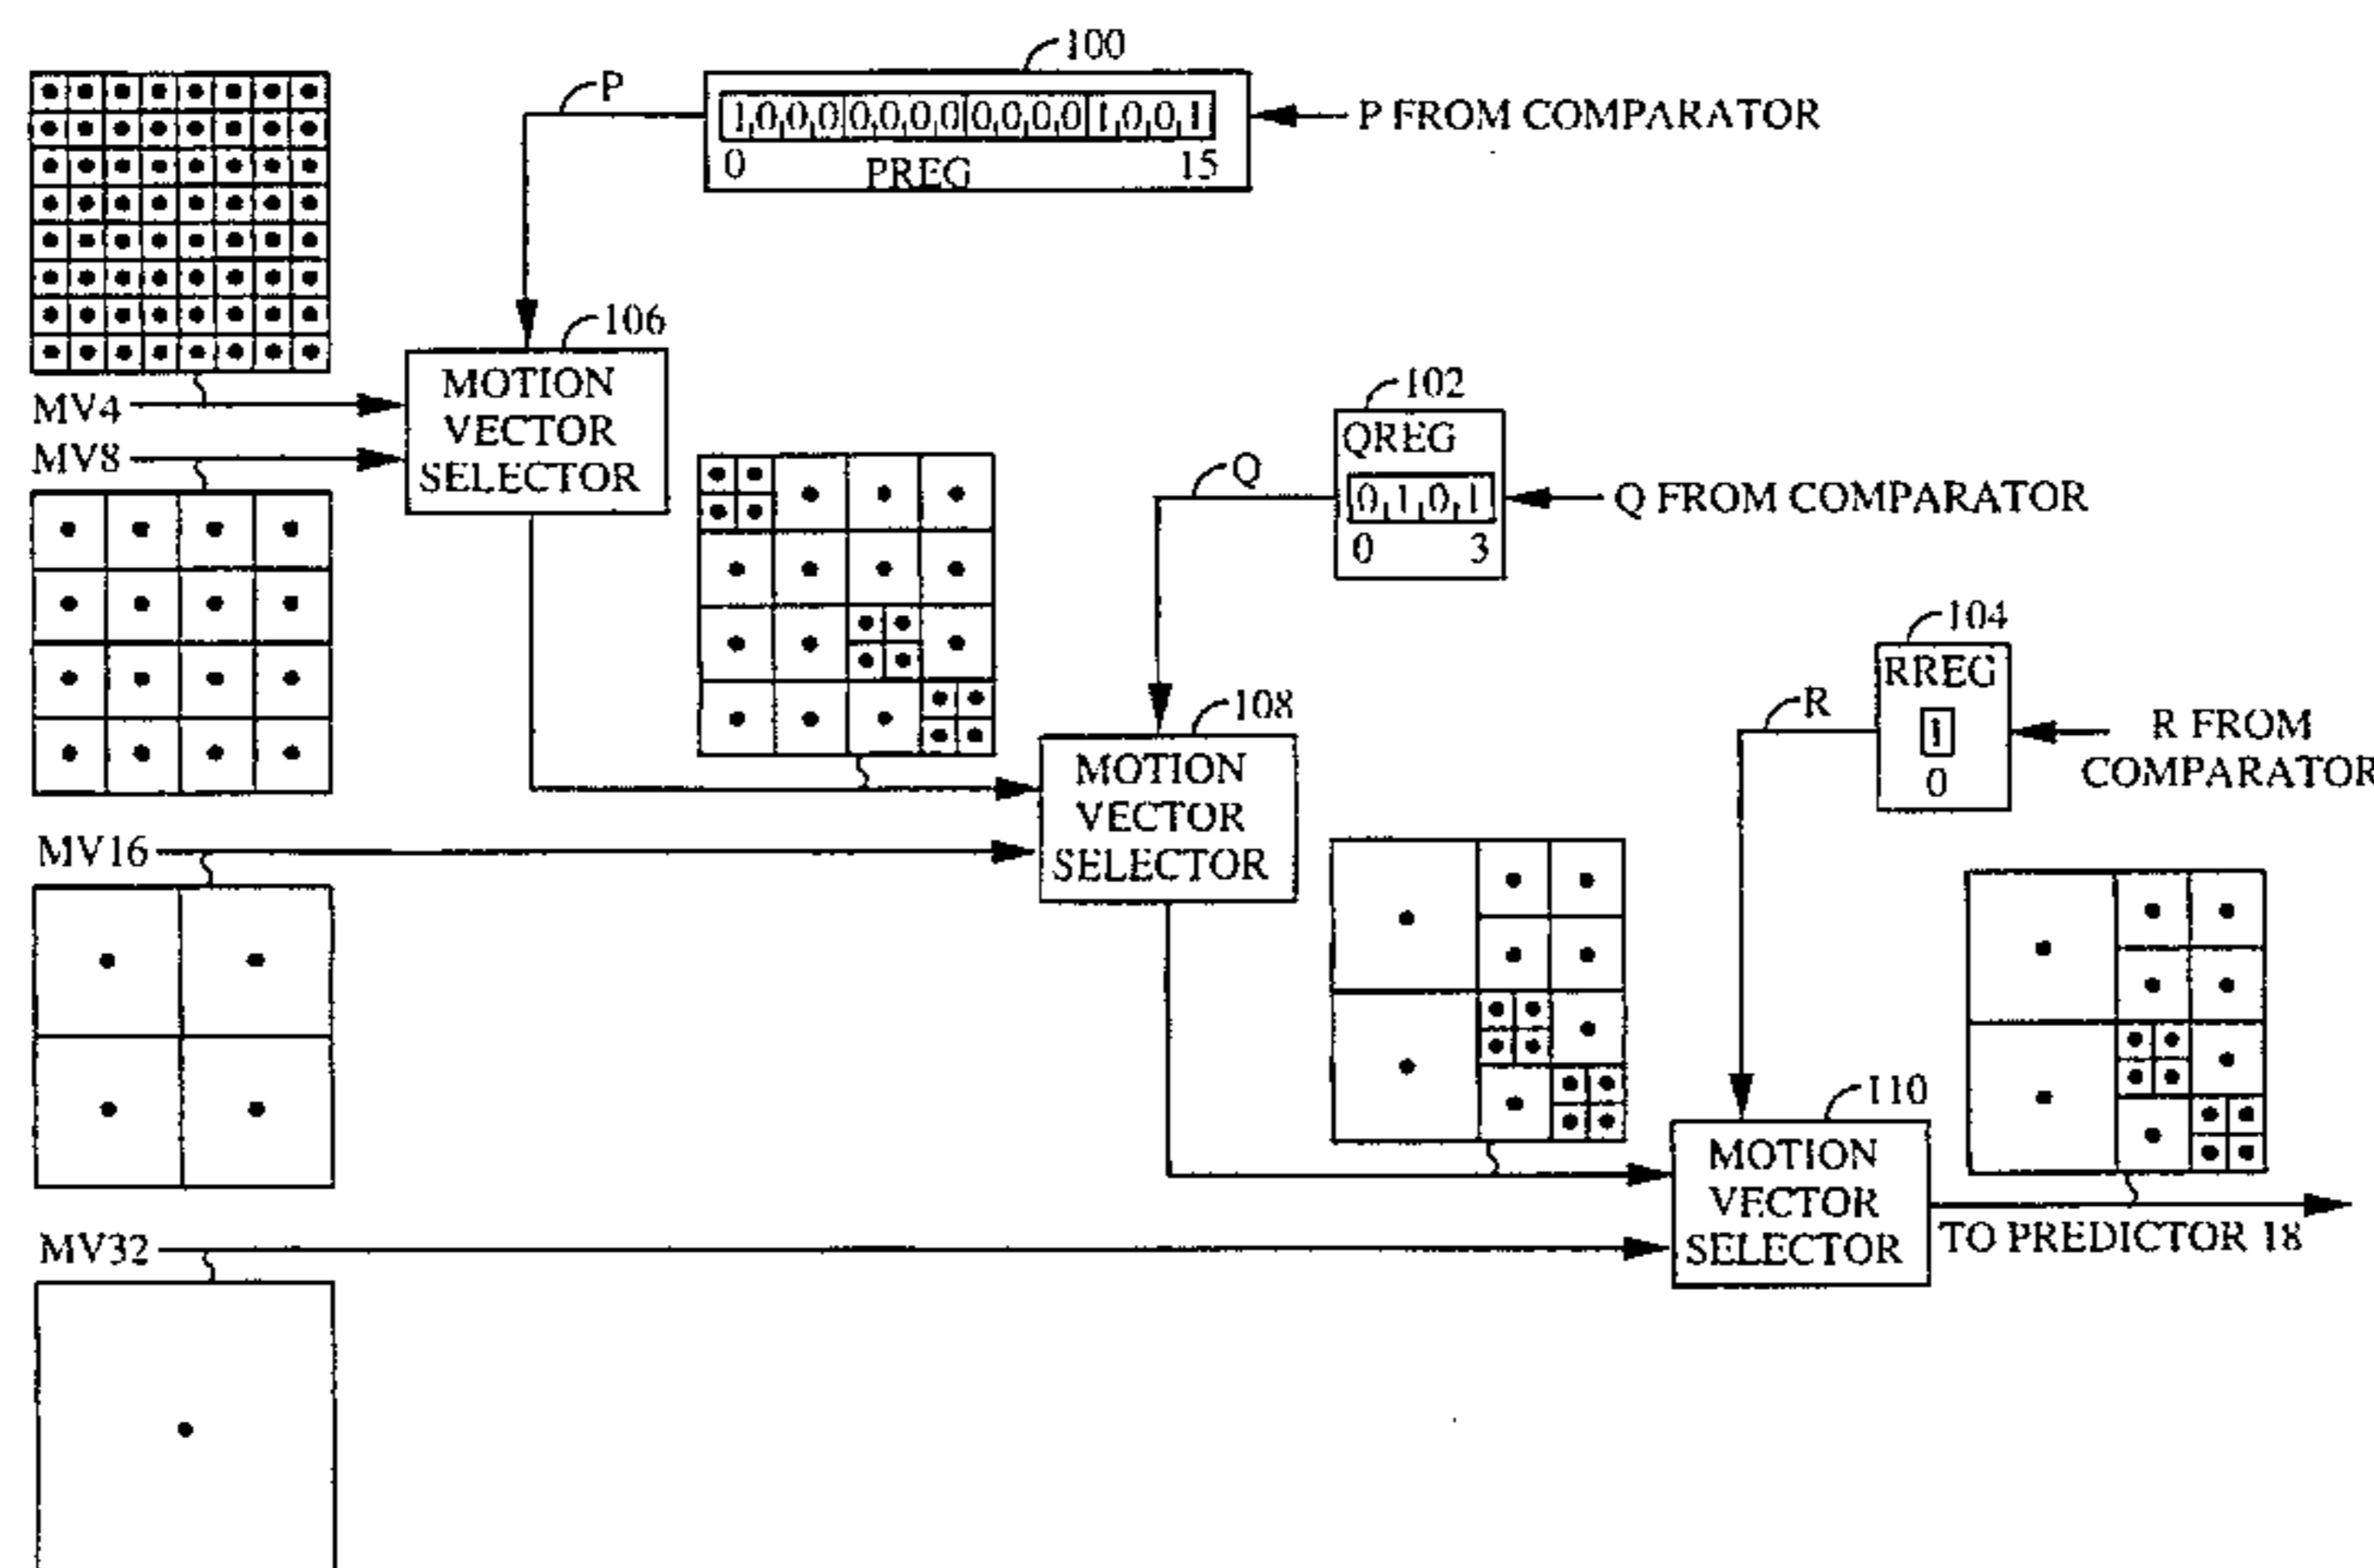 100
P
1 0 0 0 0 0 0 0 0 0 0 0 1 0 0 1
P FROM COMPARATOR
0 PREG 15
106
MOTION
VECTOR
SELECTOR
MV4
MV8
102
QREG
Q
0 1 0 1
Q FROM COMPARATOR
0 3
104
RREG
R
1
R FROM
COMPARATOR
0
108
MOTION
VECTOR
SELECTOR
MV16
110
MOTION
VECTOR
SELECTOR
TO PREDICTOR 18
MV32